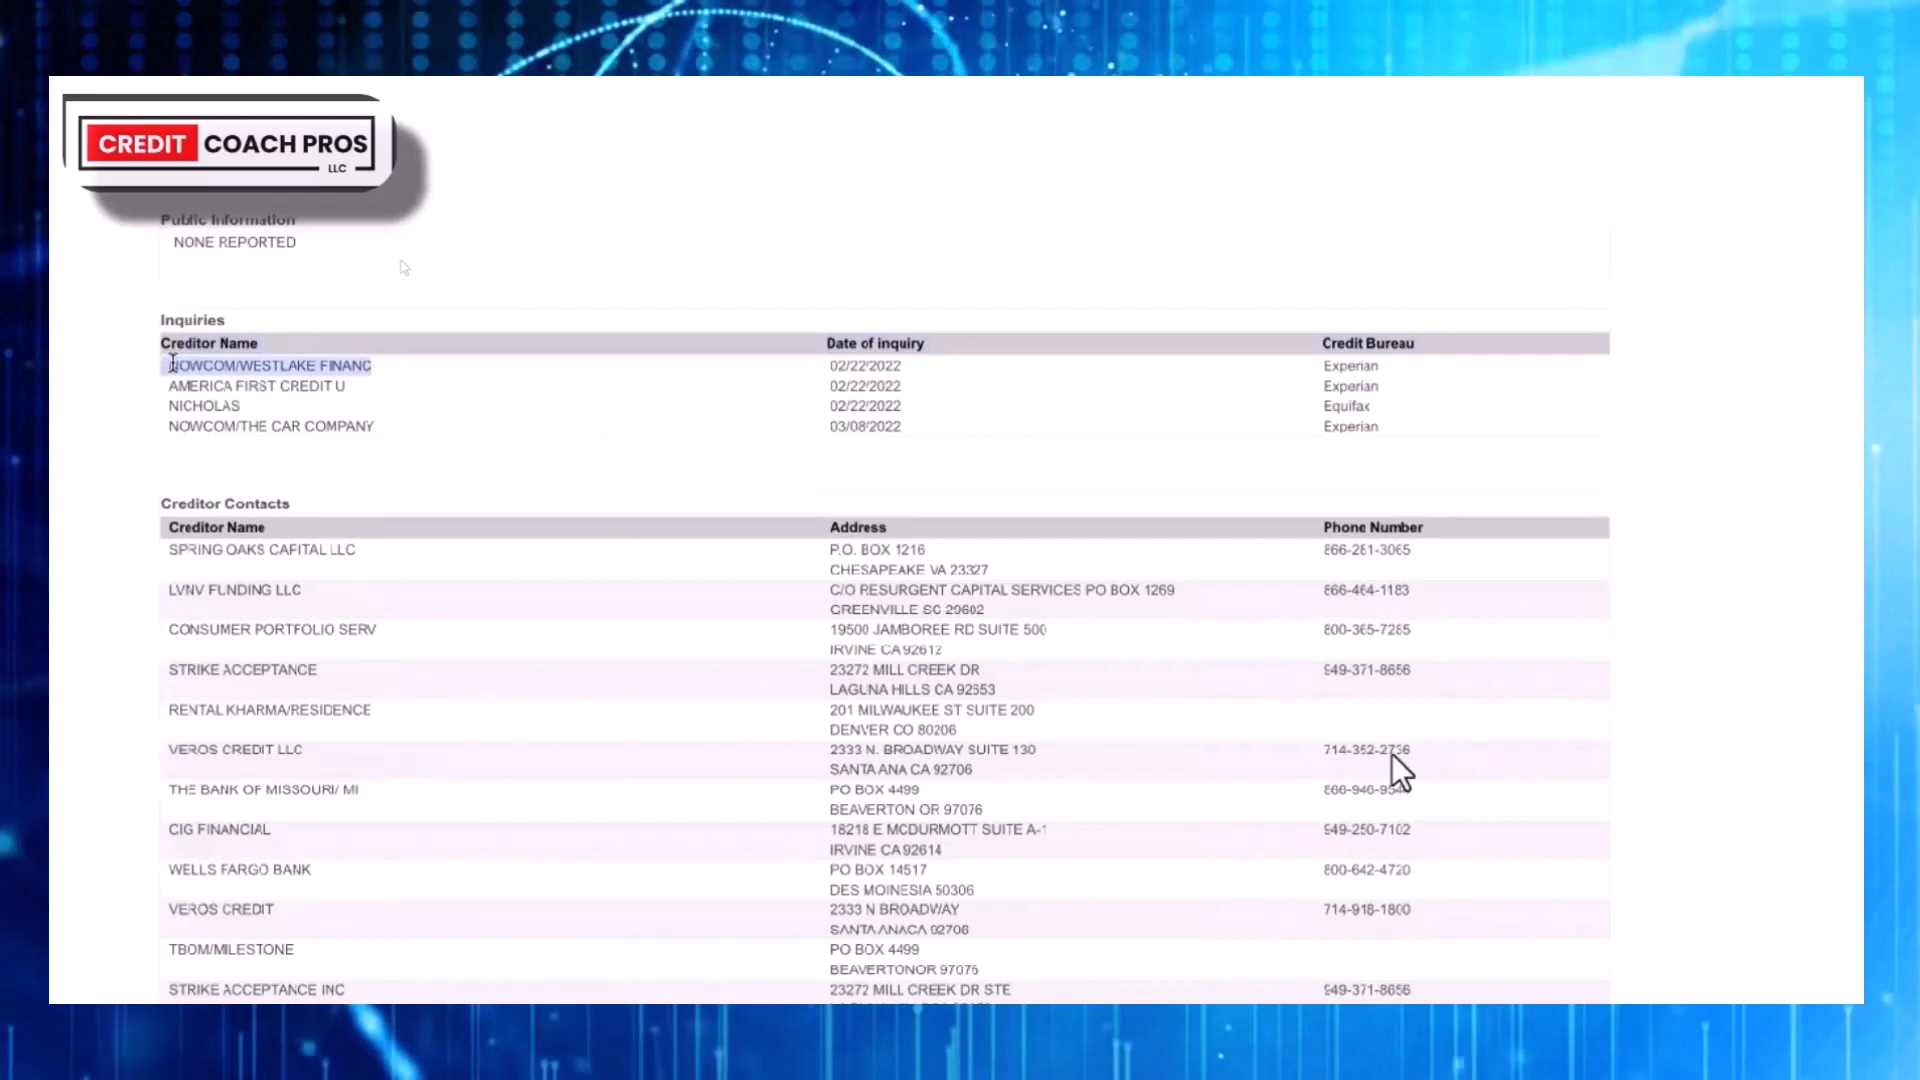 CREDIT COACH PROS
LLC
Public Information
NONE REPORTED
Inquiries
Creditor Name Date of inquiry Credit Bureau
NOWCOM/WESTLAKE FINANC 02/22/2022 Experian
AMERICA FIRST CREDIT U 02/22/2022 Experian
NICHOLAS 02/22/2022 Equifax
NOWCOM/THE CAR COMPANY 03/08/2022 Experian
Creditor Contacts
Creditor Name Address Phone Number
SPRING OAKS CAPITAL LLC P.O. BOX 1216 866-281-3065
CHESAPEAKE VA 23327
LVNV FUNDING LLC C/O RESURGENT CAPITAL SERVICES PO BOX 1269 866-464-1183
GREENVILLE SC 29602
CONSUMER PORTFOLIO SERV 19500 JAMBOREE RD SUITE 500 800-365-7285
IRVINE CA 92612
STRIKE ACCEPTANCE 23272 MILL CREEK DR 949-371-8656
LAGUNA HILLS CA 92653
RENTAL KHARMA/RESIDENCE 201 MILWAUKEE ST SUITE 200
DENVER CO 80206
VEROS CREDIT LLC 2333 N. BROADWAY SUITE 130
SANTA ANA CA 92706
THE BANK OF MISSOURI/ MI PO BOX 4499
BEAVERTON OR 97076
CIG FINANCIAL 18218 E MCDURMOTT SUITE A-1 949-250-7102
IRVINE CA 92614
WELLS FARGO BANK PO BOX 14517 800-642-4720
DES MOINESIA 50306
VEROS CREDIT 2333 N BROADWAY 714-918-1800
SANTA ANACA 92706
TBOM/MILESTONE PO BOX 4499
BEAVERTONOR 97076
STRIKE ACCEPTANCE INC 23272 MILL CREEK DR STE 949-371-8656